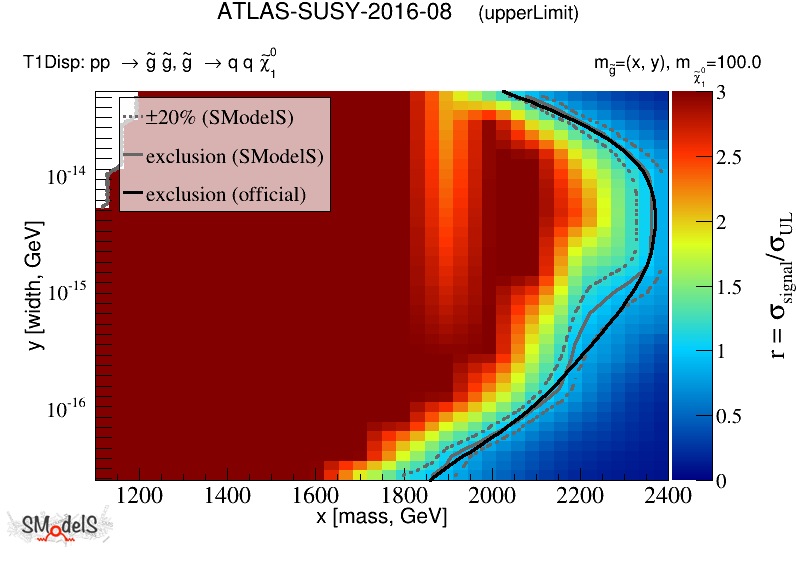 ATLAS-SUSY-2016-08 (upperLimit)
T1Disp: pp → g̃ g̃, g̃ → q q χ̃₁⁰
m_g̃=(x, y), m_χ̃₁⁰=100.0
±20% (SModelS)
exclusion (SModelS)
exclusion (official)
10⁻¹⁴
10⁻¹⁵
10⁻¹⁶
y [width, GeV]
1200 1400 1600 1800 2000 2200 2400
x [mass, GeV]
3
2.5
2
1.5
1
0.5
0
r = σ_signal/σ_UL
SModelS